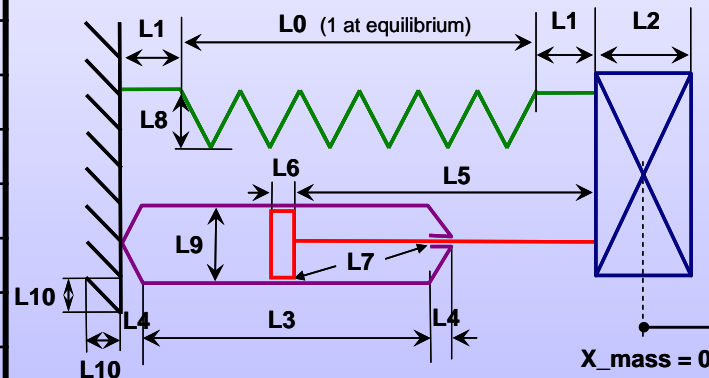 L1 L0 (1 at equilibrium) L1 L2
L8
L6
L5
L9
L7
L10
L4 L3 L4
L10
X_mass = 0